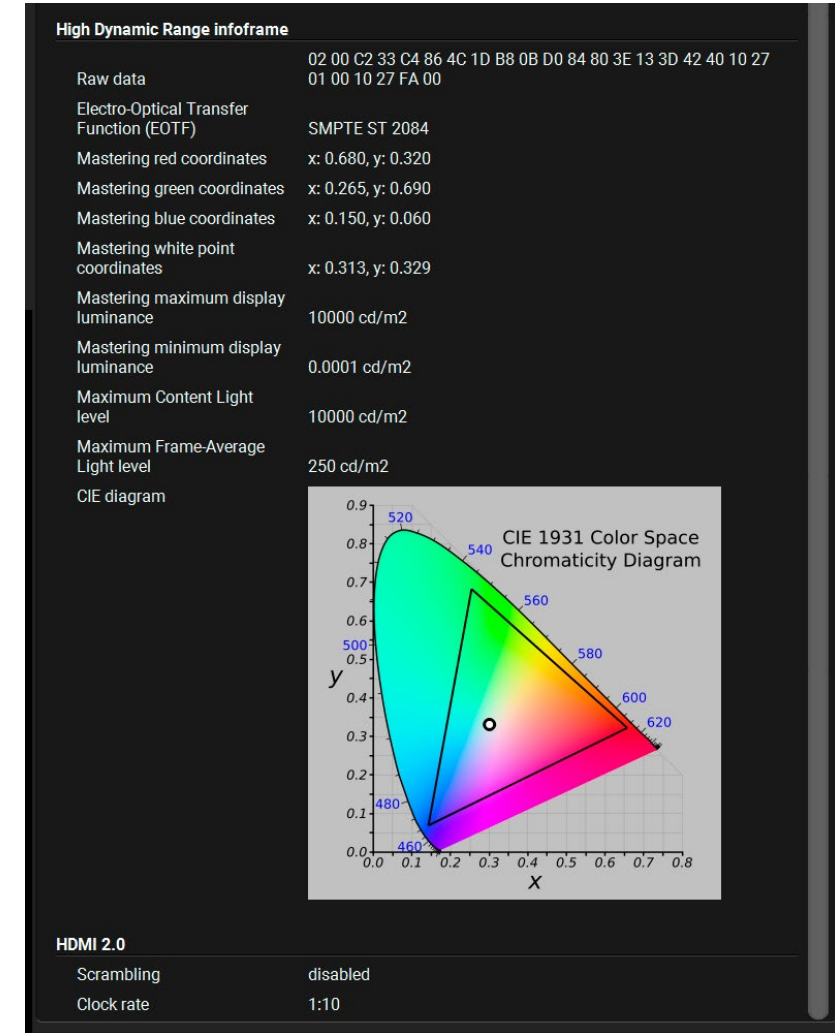 High Dynamic Range infoframe
Raw data
02 00 C2 33 C4 86 4C 1D B8 0B D0 84 80 3E 13 3D 42 40 10 27
01 00 10 27 FA 00
Electro-Optical Transfer
Function (EOTF)
SMPTE ST 2084
Mastering red coordinates
x: 0.680, y: 0.320
Mastering green coordinates
x: 0.265, y: 0.690
Mastering blue coordinates
x: 0.150, y: 0.060
Mastering white point
coordinates
x: 0.313, y: 0.329
Mastering maximum display
luminance
10000 cd/m2
Mastering minimum display
luminance
0.0001 cd/m2
Maximum Content Light
level
10000 cd/m2
Maximum Frame-Average
Light level
250 cd/m2
CIE diagram
CIE 1931 Color Space
Chromaticity Diagram
0.9
0.8
0.7
0.6
0.5
0.4
0.3
0.2
0.1
0.0
y
520
540
560
580
600
620
500
480
460
0.0 0.1 0.2 0.3 0.4 0.5 0.6 0.7 0.8
x
HDMI 2.0
Scrambling
disabled
Clock rate
1:10